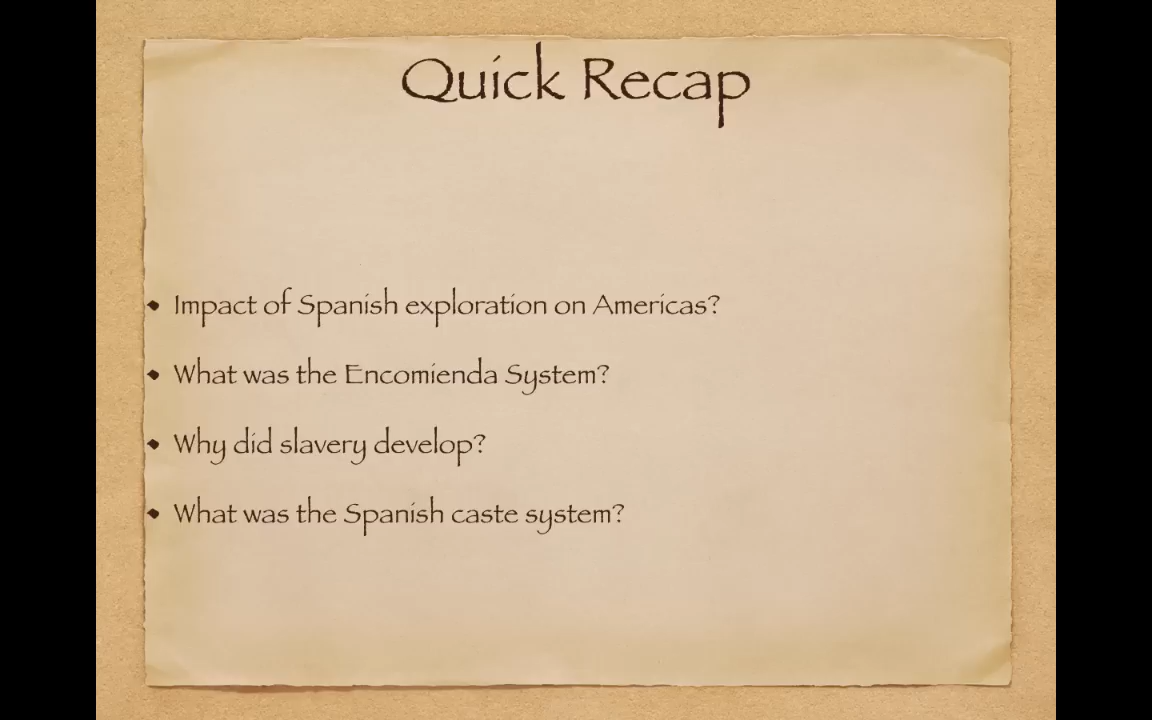 Quick Recap
• Impact of Spanish exploration on Americas?
• What was the Encomienda System?
• Why did slavery develop?
• What was the Spanish caste system?